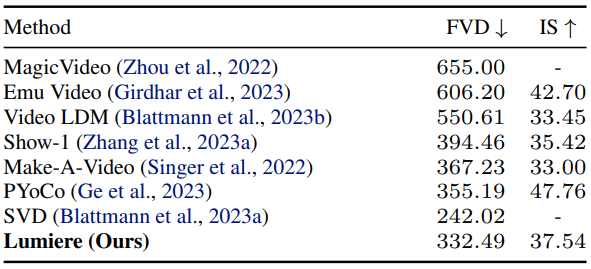 Method FVD ↓ IS ↑
MagicVideo (Zhou et al., 2022) 655.00 -
Emu Video (Girdhar et al., 2023) 606.20 42.70
Video LDM (Blattmann et al., 2023b) 550.61 33.45
Show-1 (Zhang et al., 2023a) 394.46 35.42
Make-A-Video (Singer et al., 2022) 367.23 33.00
PYoCo (Ge et al., 2023) 355.19 47.76
SVD (Blattmann et al., 2023a) 242.02 -
Lumiere (Ours) 332.49 37.54